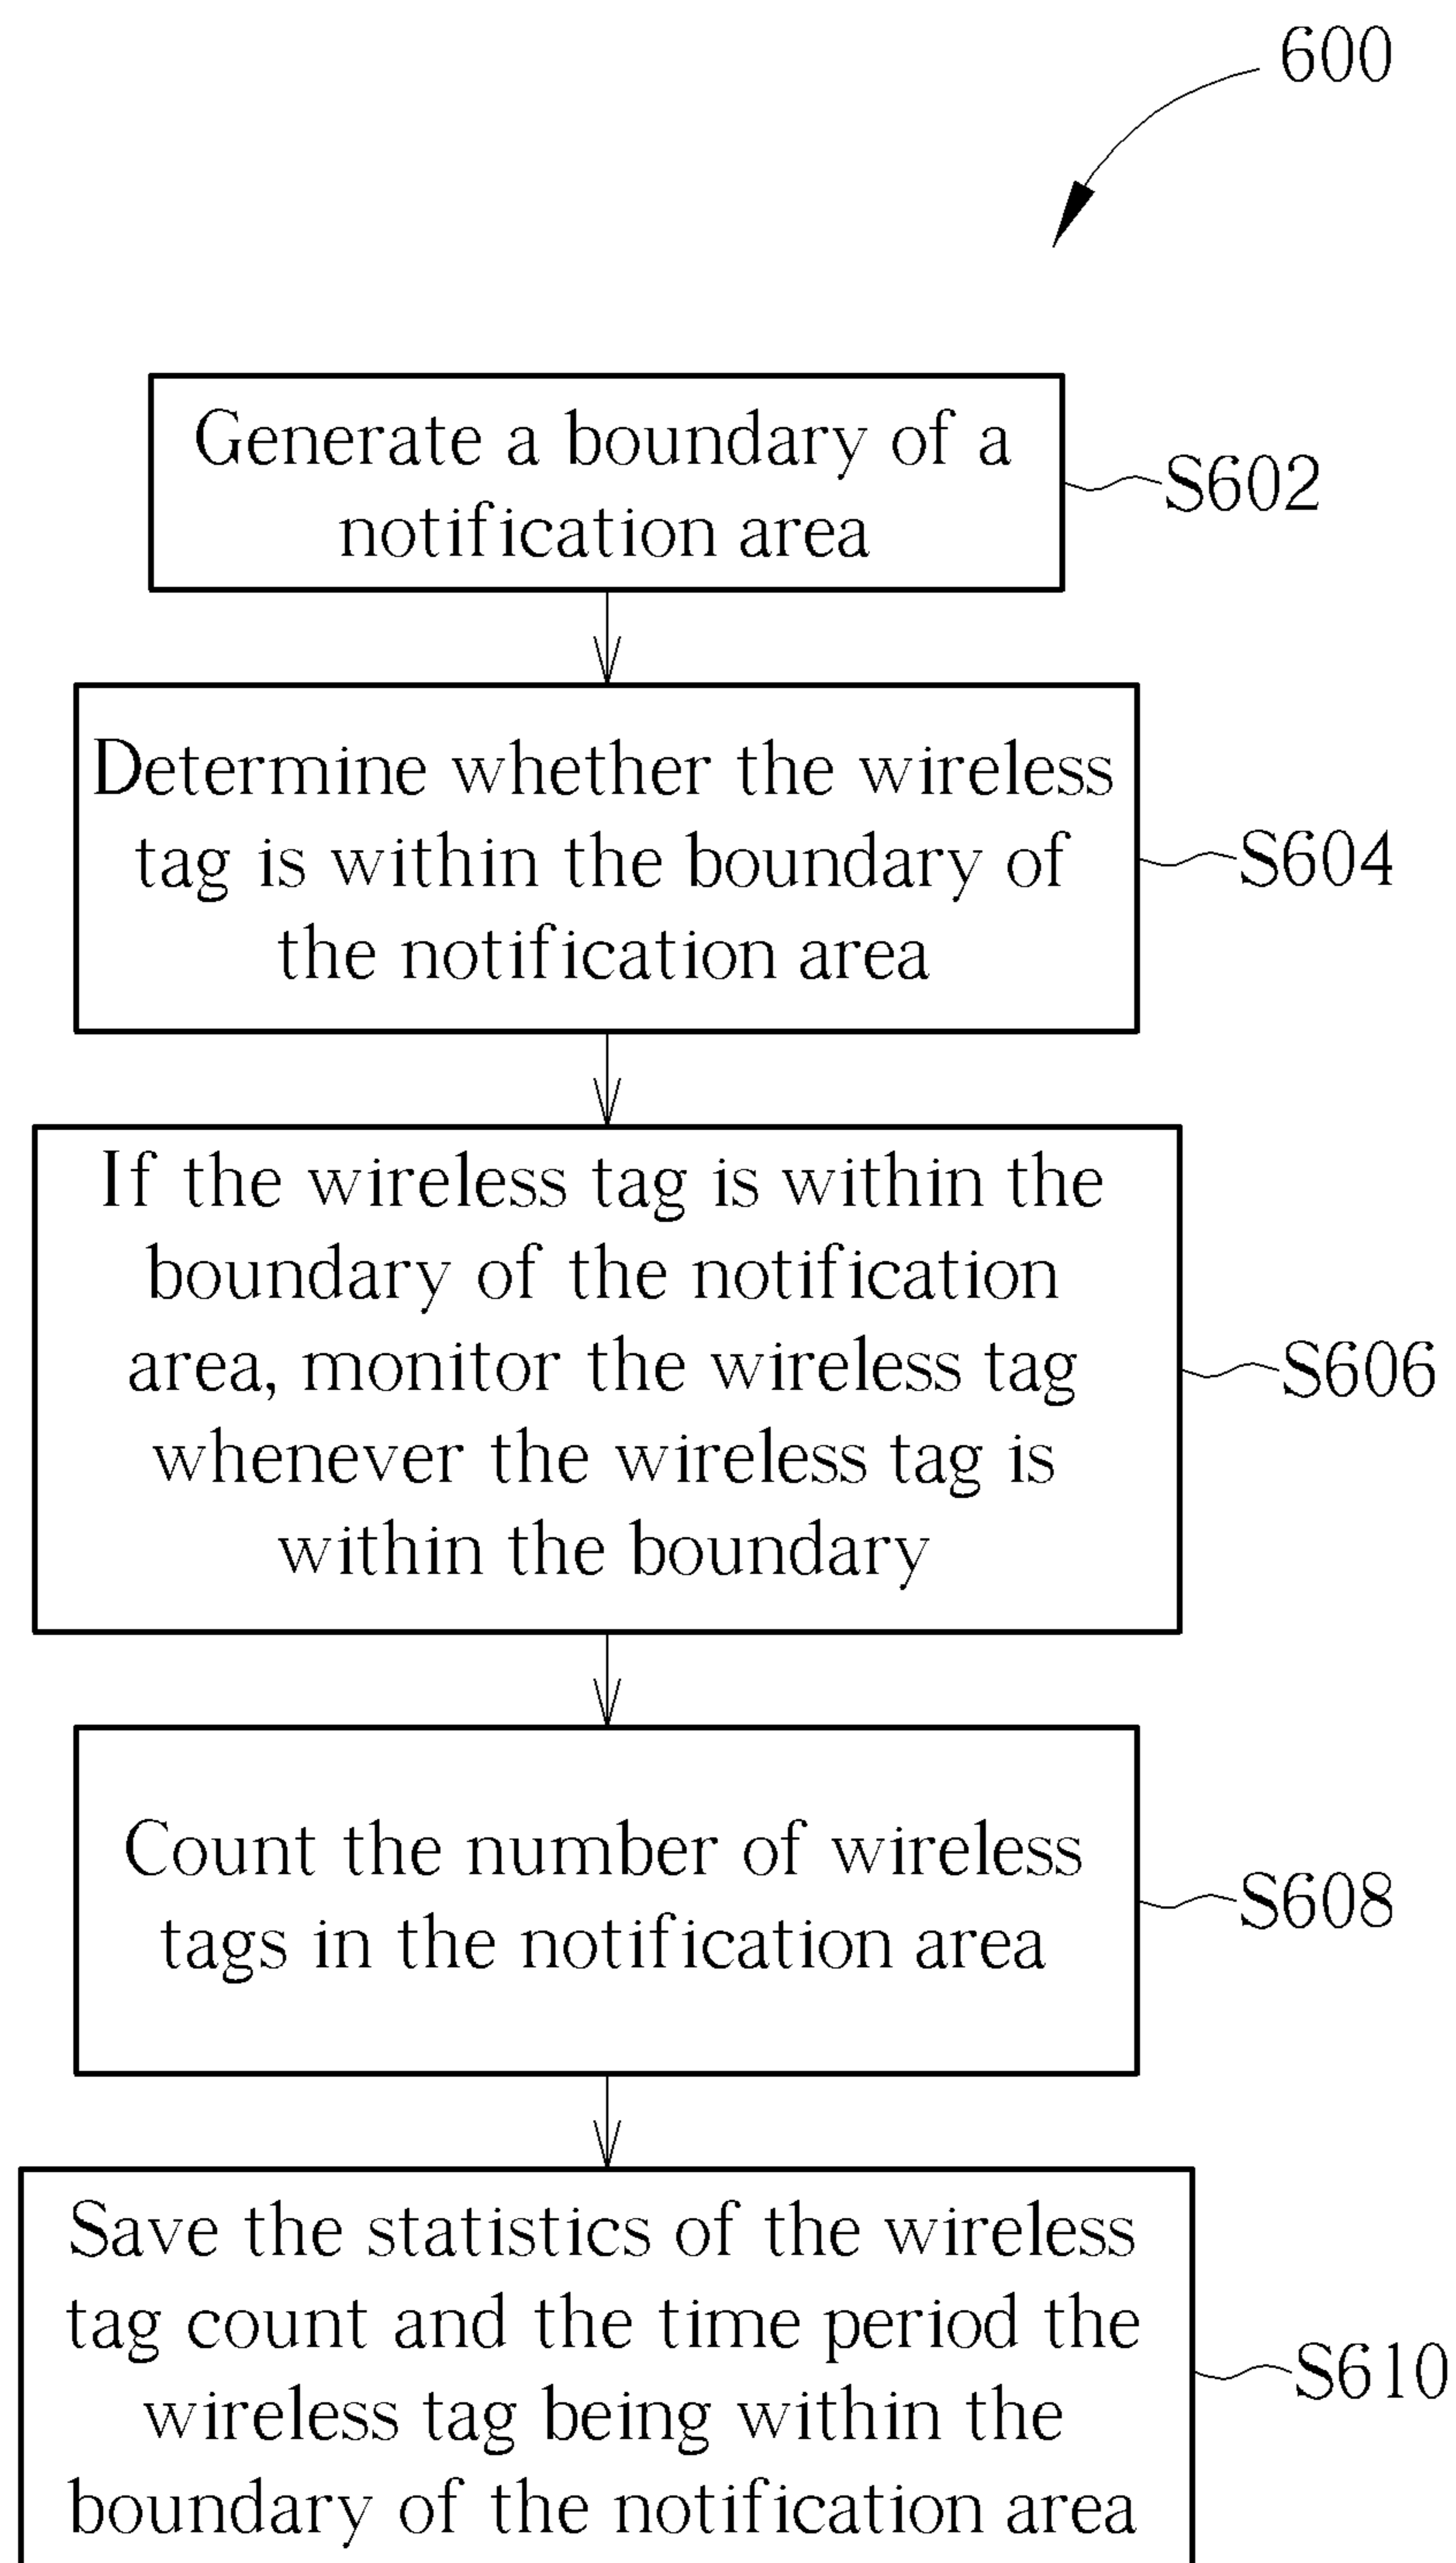 600
Generate a boundary of a
notification area
S602
Determine whether the wireless
tag is within the boundary of
the notification area
S604
If the wireless tag is within the
boundary of the notification
area, monitor the wireless tag
whenever the wireless tag is
within the boundary
S606
Count the number of wireless
tags in the notification area
S608
Save the statistics of the wireless
tag count and the time period the
wireless tag being within the
boundary of the notification area
S610